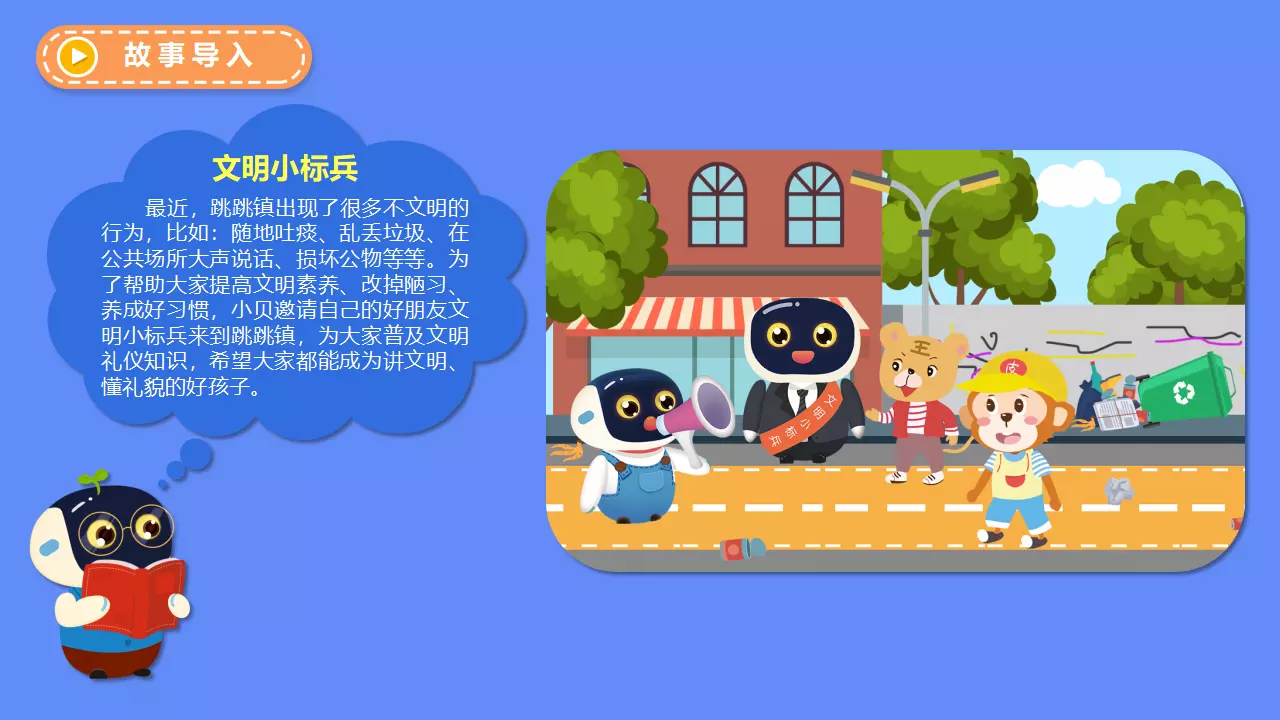 故事导入
文明小标兵
最近，跳跳镇出现了很多不文明的
行为，比如：随地吐痰、乱丢垃圾、在
公共场所大声说话、损坏公物等等。为
了帮助大家提高文明素养、改掉陋习、
养成好习惯，小贝邀请自己的好朋友文
明小标兵来到跳跳镇，为大家普及文明
礼仪知识，希望大家都能成为讲文明、
懂礼貌的好孩子。
文明小标兵
王
皮